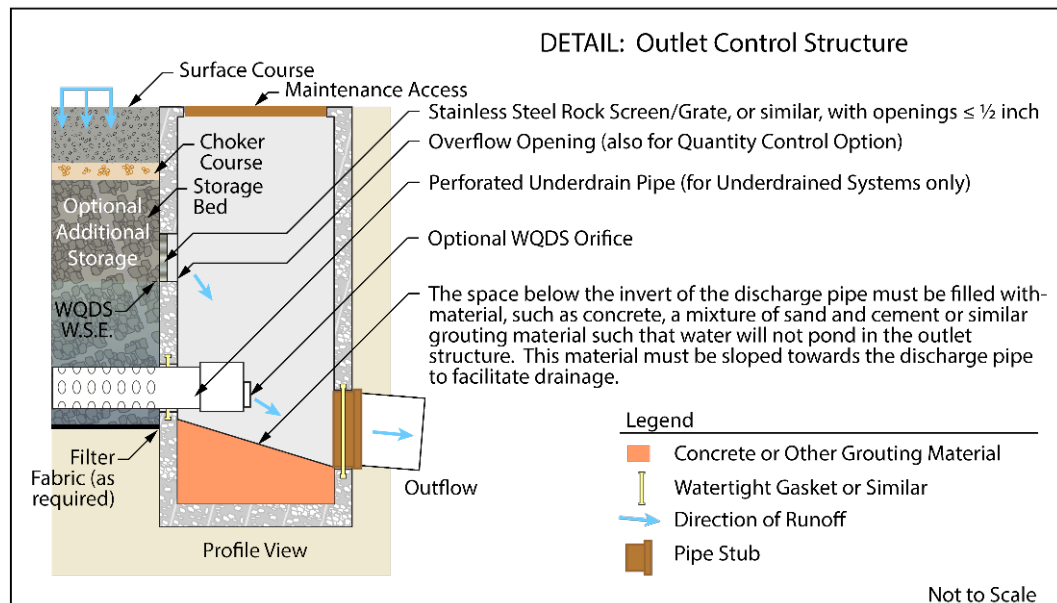 DETAIL: Outlet Control Structure
Surface Course
Maintenance Access
Stainless Steel Rock Screen/Grate, or similar, with openings ≤ ½ inch
Choker
Course
Overflow Opening (also for Quantity Control Option)
Storage
Bed
Perforated Underdrain Pipe (for Underdrained Systems only)
Optional
Additional
Storage
Optional WQDS Orifice
WQDS
W.S.E.
The space below the invert of the discharge pipe must be filled with
material, such as concrete, a mixture of sand and cement or similar
grouting material such that water will not pond in the outlet
structure. This material must be sloped towards the discharge pipe
to facilitate drainage.
Filter
Fabric (as
required)
Outflow
Profile View
Legend
Concrete or Other Grouting Material
Watertight Gasket or Similar
Direction of Runoff
Pipe Stub
Not to Scale